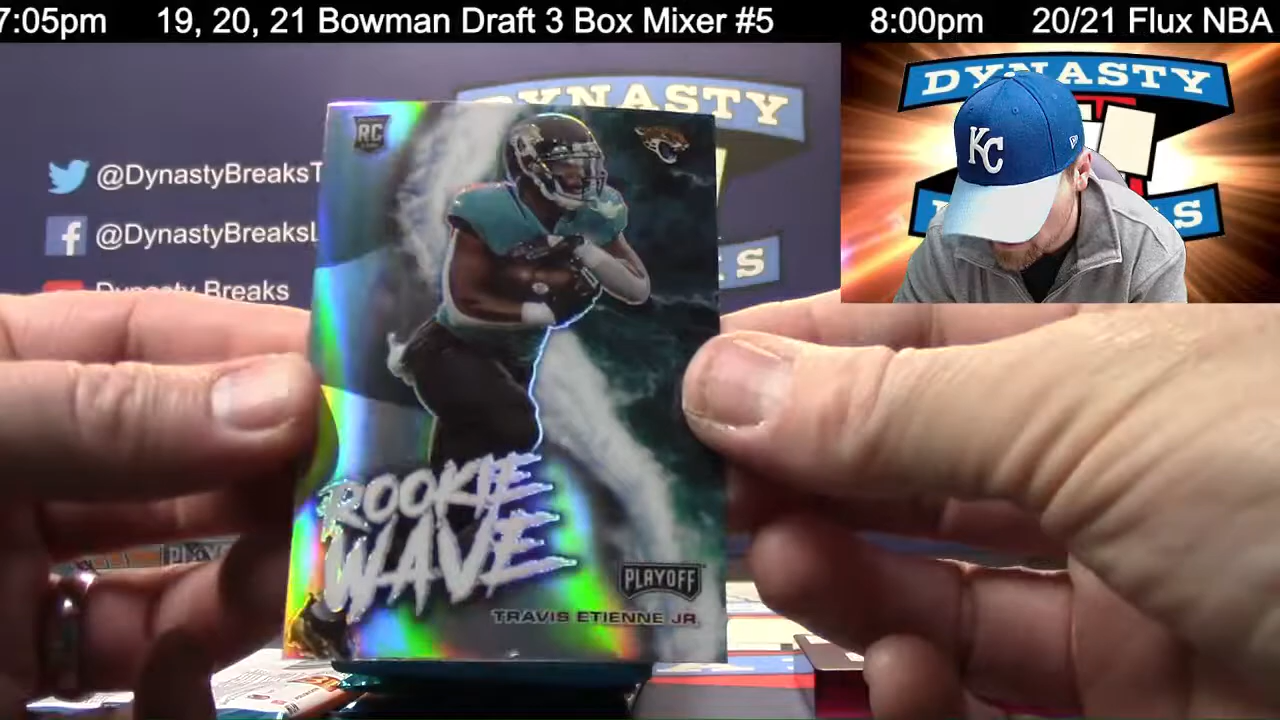 7:05pm 19, 20, 21 Bowman Draft 3 Box Mixer #5 8:00pm 20/21 Flux NBA
DYNASTY
@DynastyBreaksT
@DynastyBreaksL
Dynasty Breaks
DYNASTY
KS
RC
ROOKIE
WAVE
PLAYOFF
TRAVIS ETIENNE JR.
KC